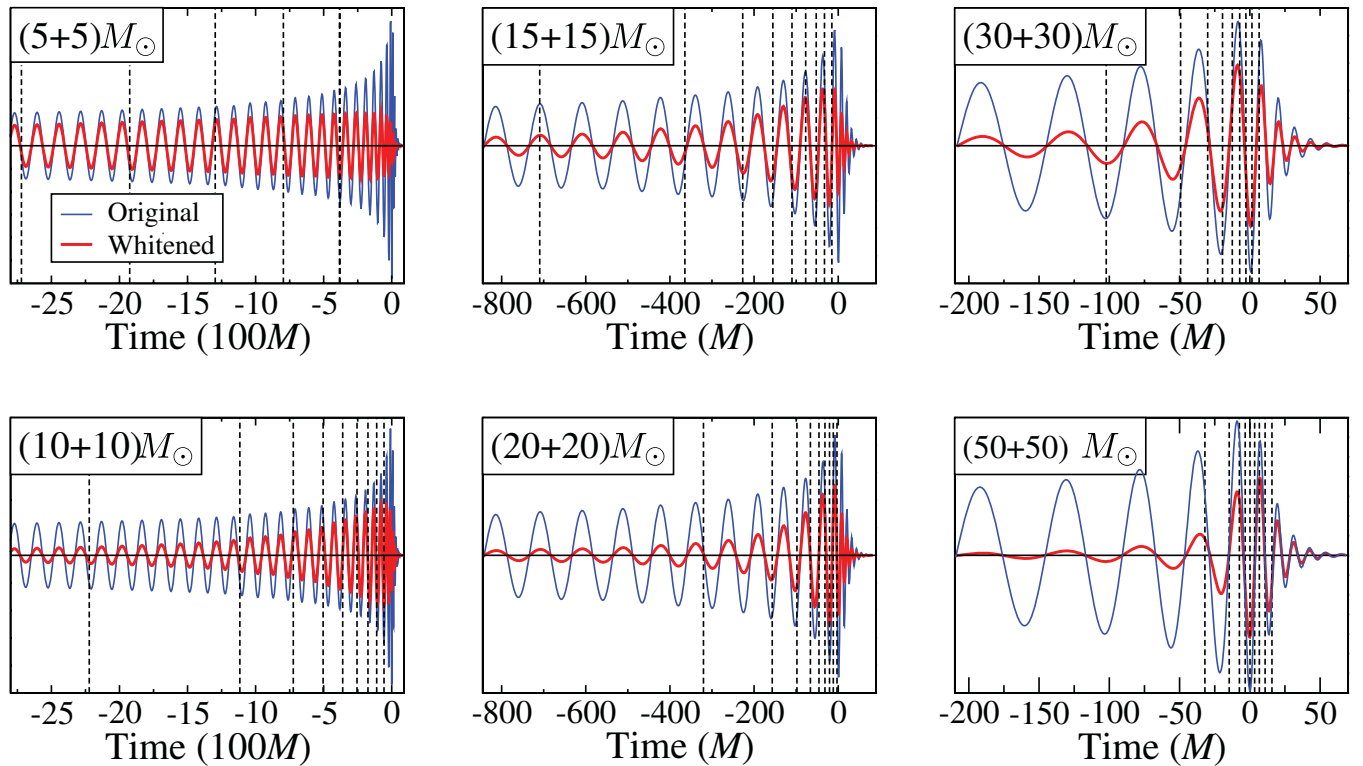 (5+5)M⊙
Original
Whitened
-25 -20 -15 -10 -5 0
Time (100M)
(15+15)M⊙
-800 -600 -400 -200 0
Time (M)
(30+30)M⊙
-200 -150 -100 -50 0 50
Time (M)
(10+10)M⊙
-25 -20 -15 -10 -5 0
Time (100M)
(20+20)M⊙
-800 -600 -400 -200 0
Time (M)
(50+50) M⊙
-200 -150 -100 -50 0 50
Time (M)